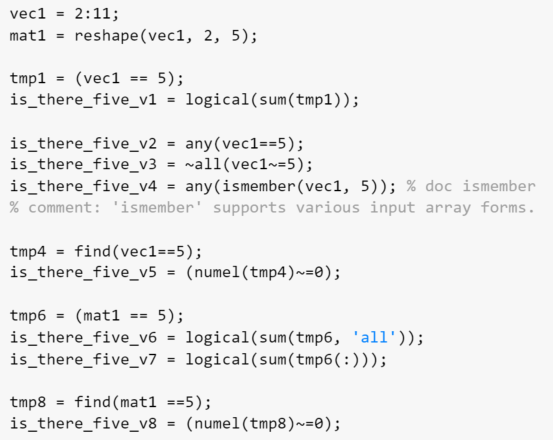 vec1 = 2:11;
mat1 = reshape(vec1, 2, 5);
tmp1 = (vec1 == 5);
is_there_five_v1 = logical(sum(tmp1));
is_there_five_v2 = any(vec1==5);
is_there_five_v3 = ~all(vec1~=5);
is_there_five_v4 = any(ismember(vec1, 5)); % doc ismember
% comment: 'ismember' supports various input array forms.
tmp4 = find(vec1==5);
is_there_five_v5 = (numel(tmp4)~=0);
tmp6 = (mat1 == 5);
is_there_five_v6 = logical(sum(tmp6, 'all'));
is_there_five_v7 = logical(sum(tmp6(:)));
tmp8 = find(mat1 ==5);
is_there_five_v8 = (numel(tmp8)~=0);